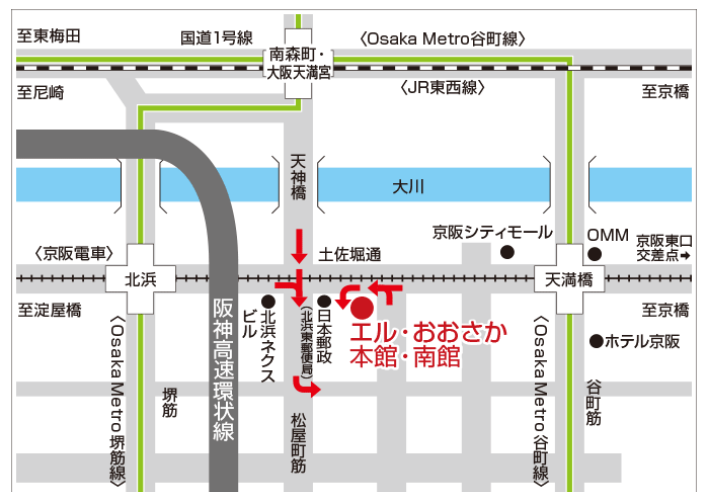 至東梅田
国道1号線
南森町・
大阪天満宮
〈Osaka Metro谷町線〉
至尼崎
〈JR東西線〉
至京橋
天神橋
大川
〈京阪電車〉
北浜
土佐堀通
京阪シティモール
OMM
京阪東口
交差点➡
天満橋
至淀屋橋
至京橋
〈Osaka Metro堺筋線〉
堺筋
阪神高速環状線
北浜ネクス
ビル
(北浜東郵便局)
日本郵政
エル・おおさか
本館・南館
松屋町筋
〈Osaka Metro谷町線〉
谷町筋
ホテル京阪